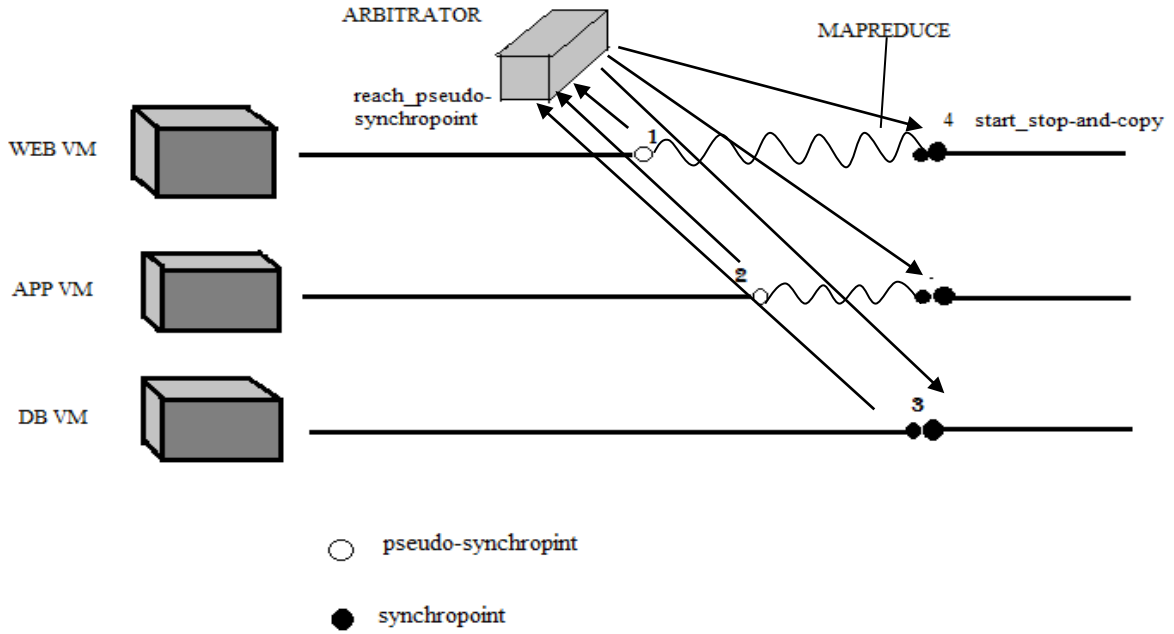 ARBITRATOR
MAPREDUCE
reach_pseudo-
synchropoint
4 start_stop-and-copy
1
WEB VM
2
APP VM
3
DB VM
pseudo-synchropint
synchropoint